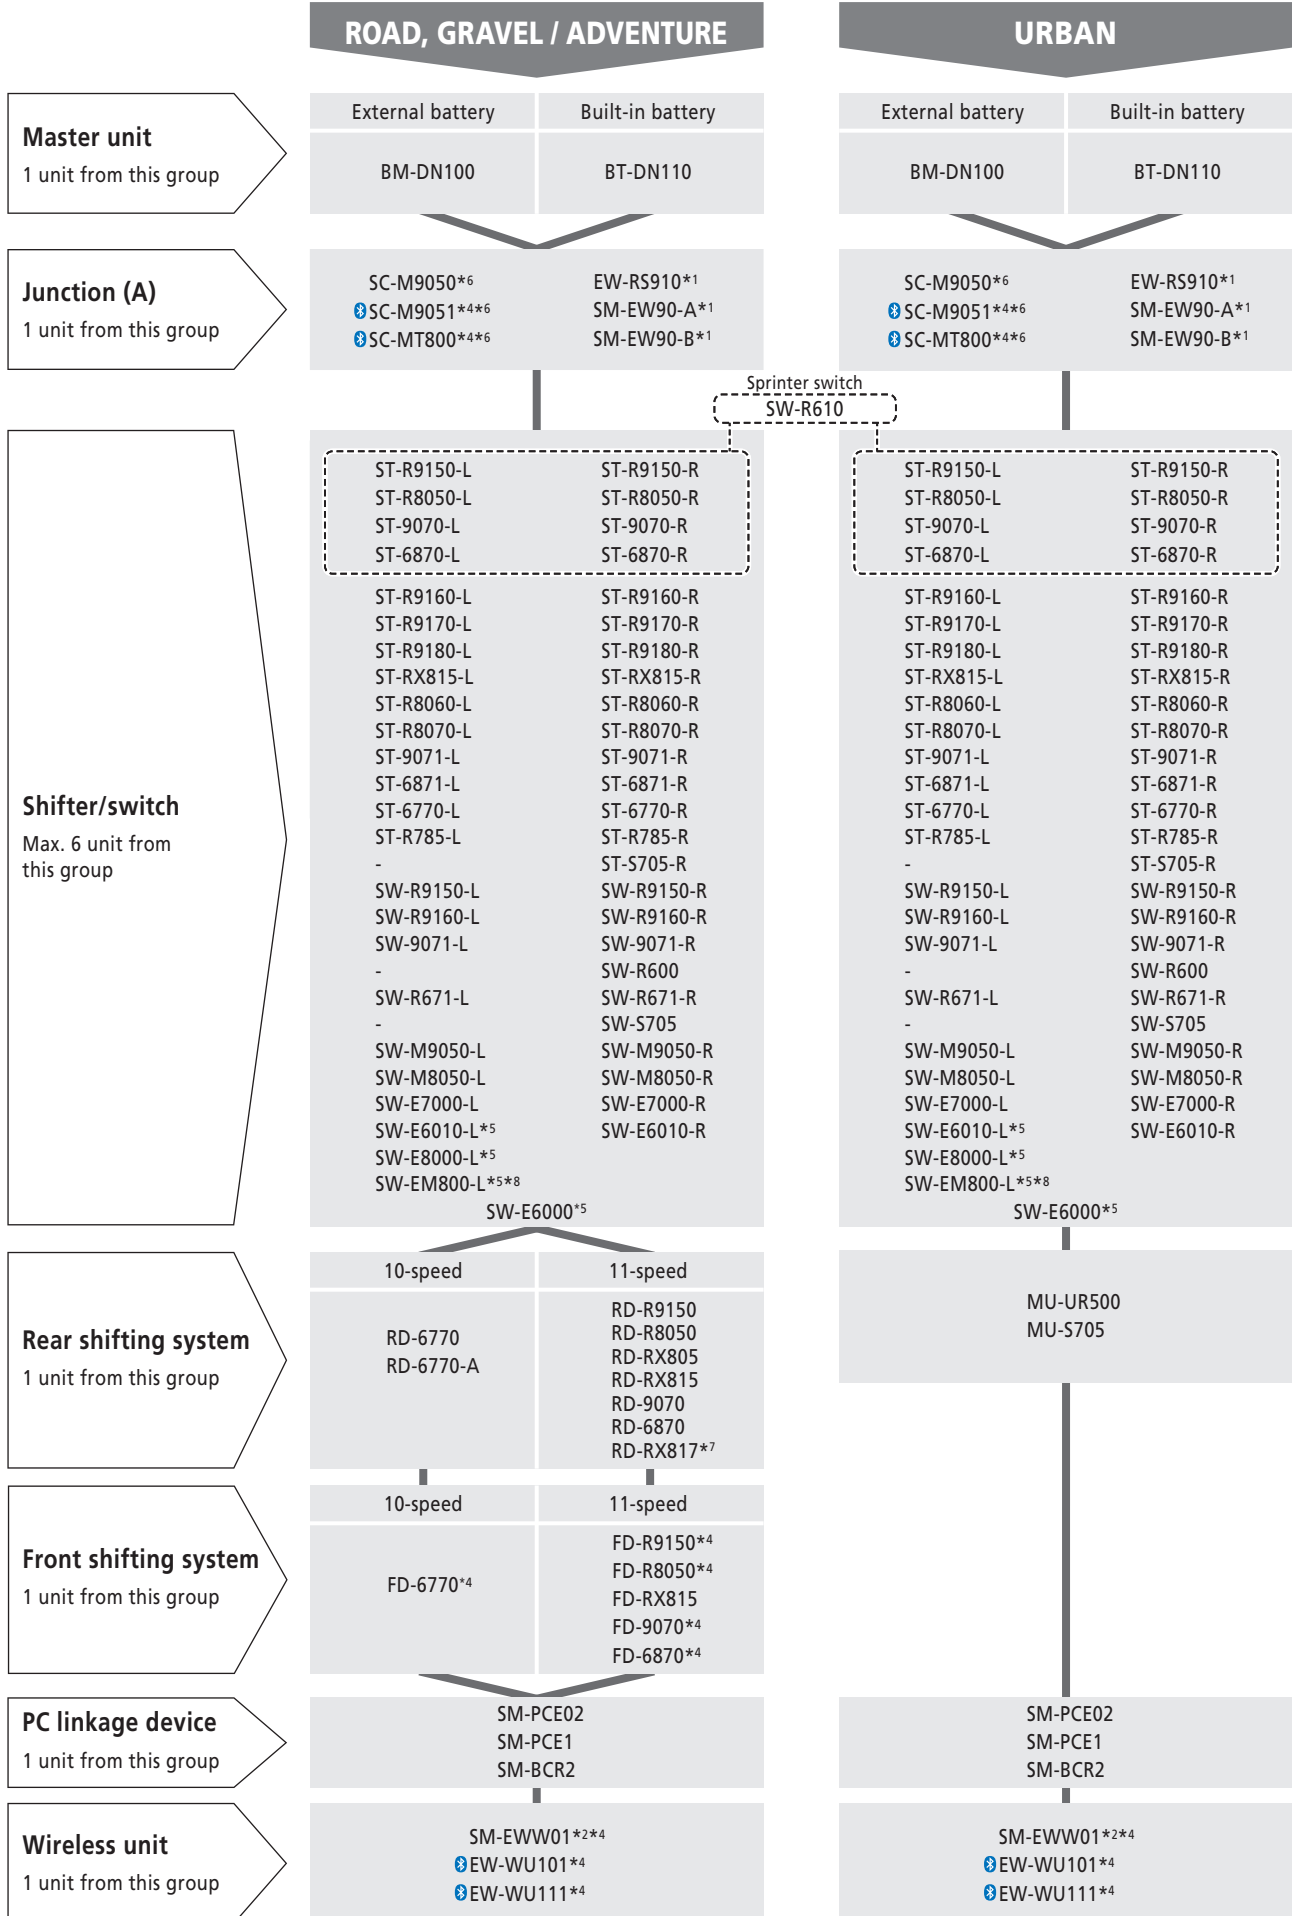 ROAD, GRAVEL / ADVENTURE URBAN
Master unit
1 unit from this group
External battery Built-in battery External battery Built-in battery
BM-DN100 BT-DN110 BM-DN100 BT-DN110
Junction (A)
1 unit from this group
SC-M9050*6 EW-RS910*1 SC-M9050*6 EW-RS910*1
SC-M9051*4*6 SM-EW90-A*1 SC-M9051*4*6 SM-EW90-A*1
SC-MT800*4*6 SM-EW90-B*1 SC-MT800*4*6 SM-EW90-B*1
Sprinter switch
SW-R610
Shifter/switch
Max. 6 unit from
this group
ST-R9150-L ST-R9150-R ST-R9150-L ST-R9150-R
ST-R8050-L ST-R8050-R ST-R8050-L ST-R8050-R
ST-9070-L ST-9070-R ST-9070-L ST-9070-R
ST-6870-L ST-6870-R ST-6870-L ST-6870-R
ST-R9160-L ST-R9160-R ST-R9160-L ST-R9160-R
ST-R9170-L ST-R9170-R ST-R9170-L ST-R9170-R
ST-R9180-L ST-R9180-R ST-R9180-L ST-R9180-R
ST-RX815-L ST-RX815-R ST-RX815-L ST-RX815-R
ST-R8060-L ST-R8060-R ST-R8060-L ST-R8060-R
ST-R8070-L ST-R8070-R ST-R8070-L ST-R8070-R
ST-9071-L ST-9071-R ST-9071-L ST-9071-R
ST-6871-L ST-6871-R ST-6871-L ST-6871-R
ST-6770-L ST-6770-R ST-6770-L ST-6770-R
ST-R785-L ST-R785-R ST-R785-L ST-R785-R
- ST-S705-R - ST-S705-R
SW-R9150-L SW-R9150-R SW-R9150-L SW-R9150-R
SW-R9160-L SW-R9160-R SW-R9160-L SW-R9160-R
SW-9071-L SW-9071-R SW-9071-L SW-9071-R
- SW-R600 - SW-R600
SW-R671-L SW-R671-R SW-R671-L SW-R671-R
- SW-S705 - SW-S705
SW-M9050-L SW-M9050-R SW-M9050-L SW-M9050-R
SW-M8050-L SW-M8050-R SW-M8050-L SW-M8050-R
SW-E7000-L SW-E7000-R SW-E7000-L SW-E7000-R
SW-E6010-L*5 SW-E6010-R SW-E6010-L*5 SW-E6010-R
SW-E8000-L*5 SW-E8000-L*5
SW-EM800-L*5*8 SW-EM800-L*5*8
SW-E6000*5 SW-E6000*5
Rear shifting system
1 unit from this group
10-speed 11-speed
RD-6770
RD-6770-A
RD-R9150
RD-R8050
RD-RX805
RD-RX815
RD-9070
RD-6870
RD-RX817*7
MU-UR500
MU-S705
Front shifting system
1 unit from this group
10-speed 11-speed
FD-6770*4
FD-R9150*4
FD-R8050*4
FD-RX815
FD-9070*4
FD-6870*4
PC linkage device
1 unit from this group
SM-PCE02 SM-PCE02
SM-PCE1 SM-PCE1
SM-BCR2 SM-BCR2
Wireless unit
1 unit from this group
SM-EWW01*2*4 SM-EWW01*2*4
EW-WU101*4 EW-WU101*4
EW-WU111*4 EW-WU111*4